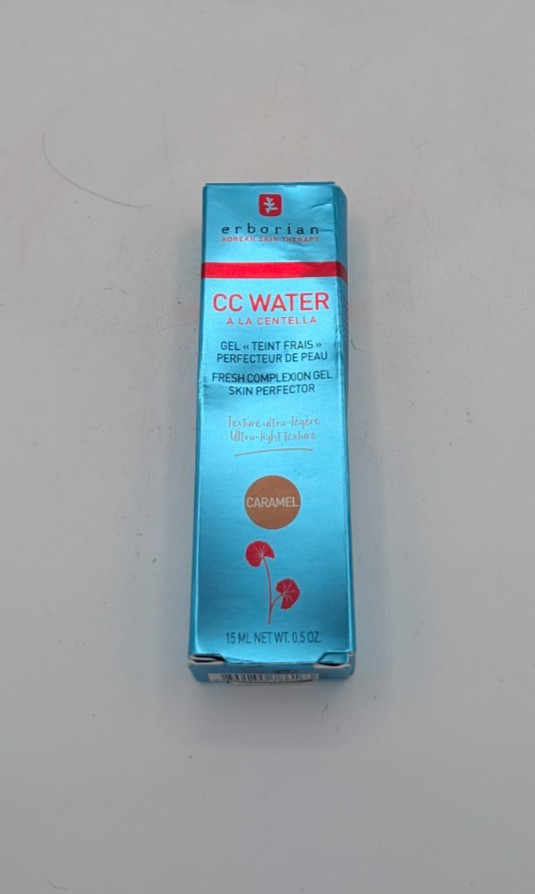 erborian
KOREAN SKIN THERAPY
CC WATER
À LA CENTELLA
GEL « TEINT FRAIS »
PERFECTEUR DE PEAU
FRESH COMPLEXION GEL
SKIN PERFECTOR
Texture ultra-légère
Ultra-light texture
CARAMEL
15 ML NET WT. 0.5 OZ.